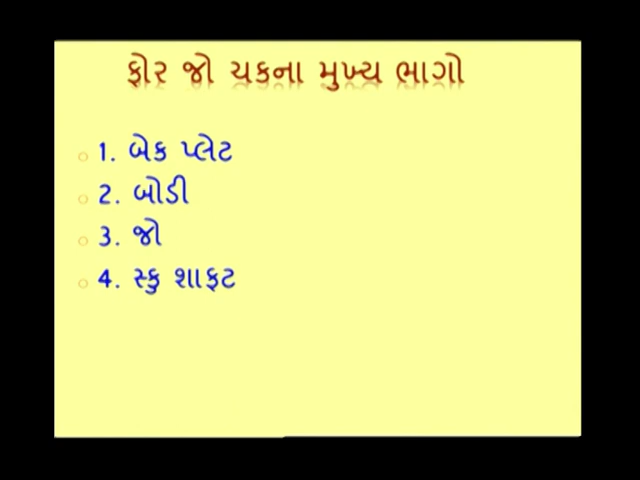 ફોર જો ચકના મુખ્ય ભાગો
1. બેક પ્લેટ
2. બોડી
3. જો
4. સ્કુ શાફટ